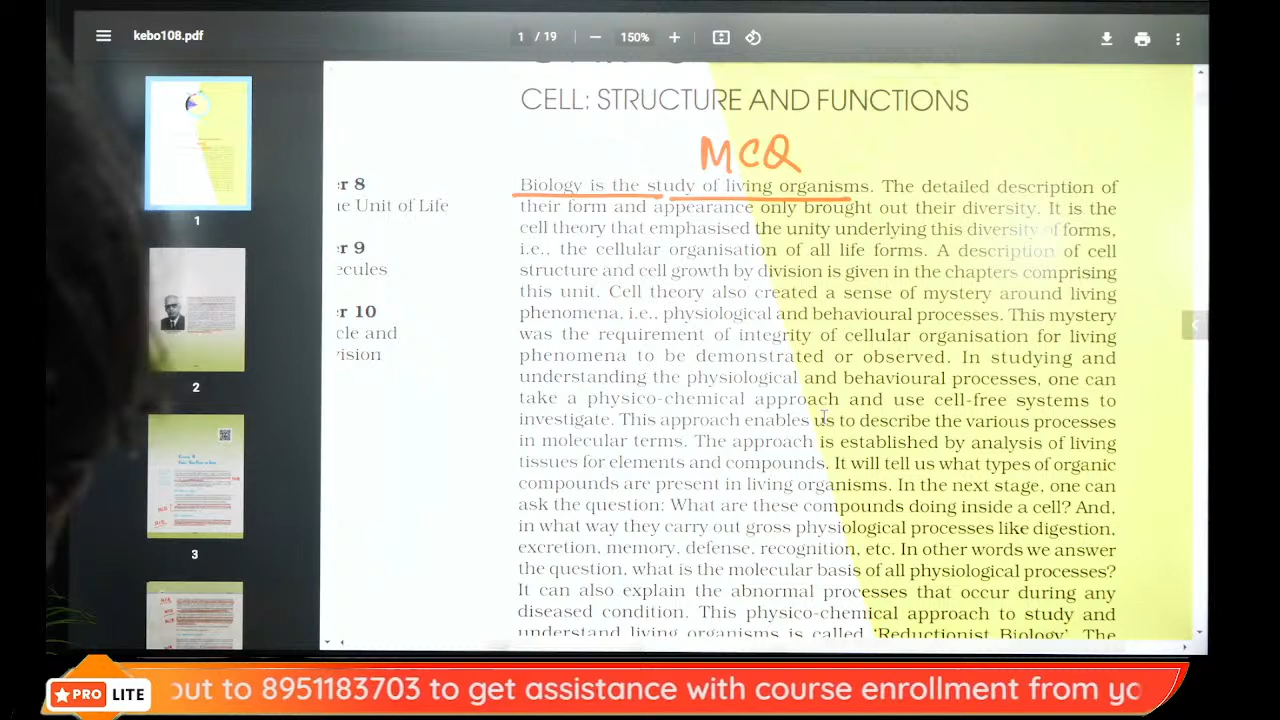 kebo108.pdf
1 / 19
150%
CELL: STRUCTURE AND FUNCTIONS
MCQ
er 8
ne Unit of Life
er 9
ecules
er 10
cle and
vision
Biology is the study of living organisms. The detailed description of
their form and appearance only brought out their diversity. It is the
cell theory that emphasised the unity underlying this diversity of forms,
i.e., the cellular organisation of all life forms. A description of cell
structure and cell growth by division is given in the chapters comprising
this unit. Cell theory also created a sense of mystery around living
phenomena, i.e., physiological and behavioural processes. This mystery
was the requirement of integrity of cellular organisation for living
phenomena to be demonstrated or observed. In studying and
understanding the physiological and behavioural processes, one can
take a physico-chemical approach and use cell-free systems to
investigate. This approach enables us to describe the various processes
in molecular terms. The approach is established by analysis of living
tissues for elements and compounds. It will tell us what types of organic
compounds are present in living organisms. In the next stage, one can
ask the question: What are these compounds doing inside a cell? And,
in what way they carry out gross physiological processes like digestion,
excretion, memory, defense, recognition, etc. In other words we answer
the question, what is the molecular basis of all physiological processes?
It can also explain the abnormal processes that occur during any
diseased condition. This physico-chemical approach to study and
understand living organisms is called 'Reductionist Biology'. The
1
2
3
PRO LITE
out to 8951183703 to get assistance with course enrollment from yo